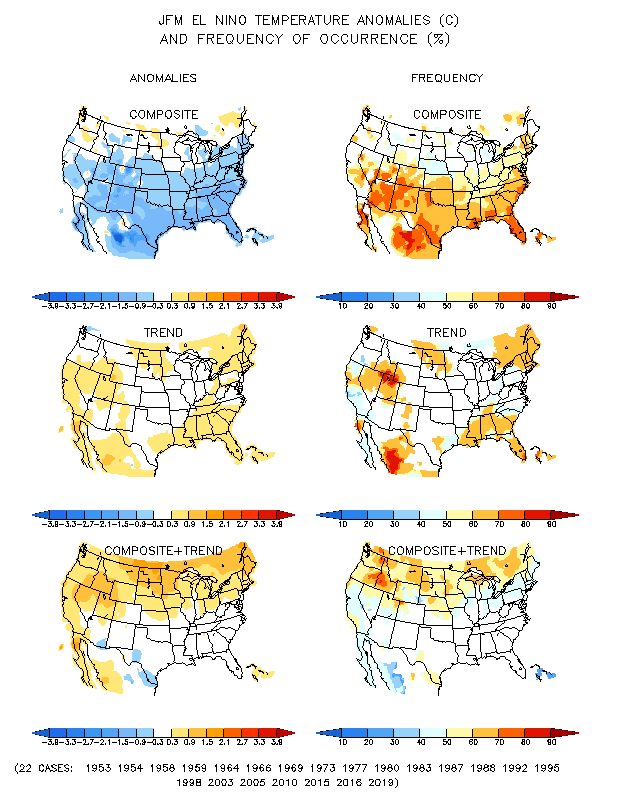 JFM EL NINO TEMPERATURE ANOMALIES (C)
AND FREQUENCY OF OCCURRENCE (%)
ANOMALIES FREQUENCY
COMPOSITE COMPOSITE
-3.9 -3.3 -2.7 -2.1 -1.5 -0.9 -0.3 0.3 0.9 1.5 2.1 2.7 3.3 3.9 10 20 30 40 50 60 70 80 90
TREND TREND
-3.9 -3.3 -2.7 -2.1 -1.5 -0.9 -0.3 0.3 0.9 1.5 2.1 2.7 3.3 3.9 10 20 30 40 50 60 70 80 90
COMPOSITE+TREND COMPOSITE+TREND
-3.9 -3.3 -2.7 -2.1 -1.5 -0.9 -0.3 0.3 0.9 1.5 2.1 2.7 3.3 3.9 10 20 30 40 50 60 70 80 90
(22 CASES: 1953 1954 1958 1959 1964 1966 1969 1973 1977 1980 1983 1987 1988 1992 1995
1998 2003 2005 2010 2015 2016 2019)